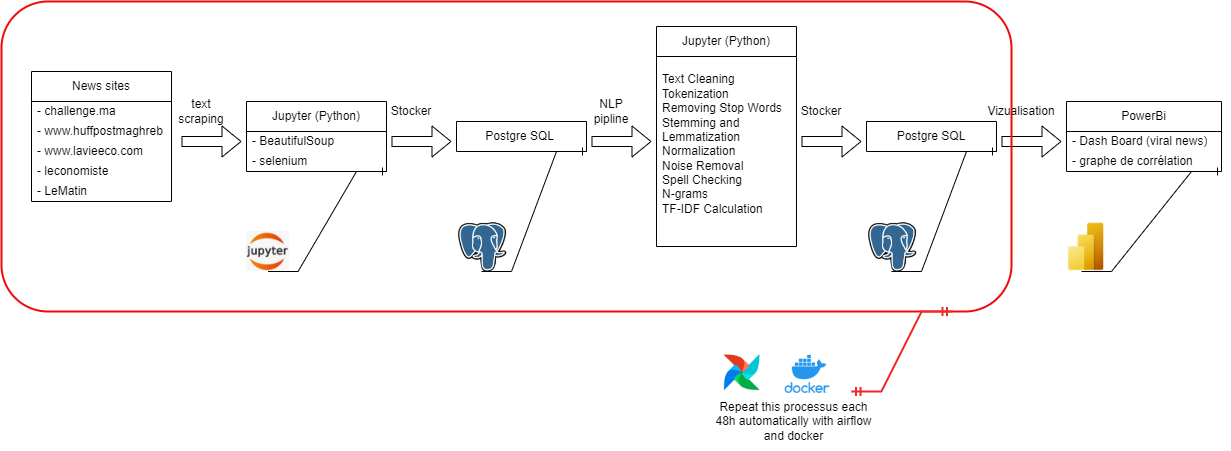 News sites
- challenge.ma
- www.huffpostmaghreb
- www.lavieeco.com
- leconomiste
- LeMatin
text
scraping
Jupyter (Python)
- BeautifulSoup
- selenium
jupyter
Stocker
Postgre SQL
NLP
pipline
Jupyter (Python)
Text Cleaning
Tokenization
Removing Stop Words
Stemming and
Lemmatization
Normalization
Noise Removal
Spell Checking
N-grams
TF-IDF Calculation
Stocker
Postgre SQL
Vizualisation
PowerBi
- Dash Board (viral news)
- graphe de corrélation
docker
Repeat this processus each
48h automatically with airflow
and docker